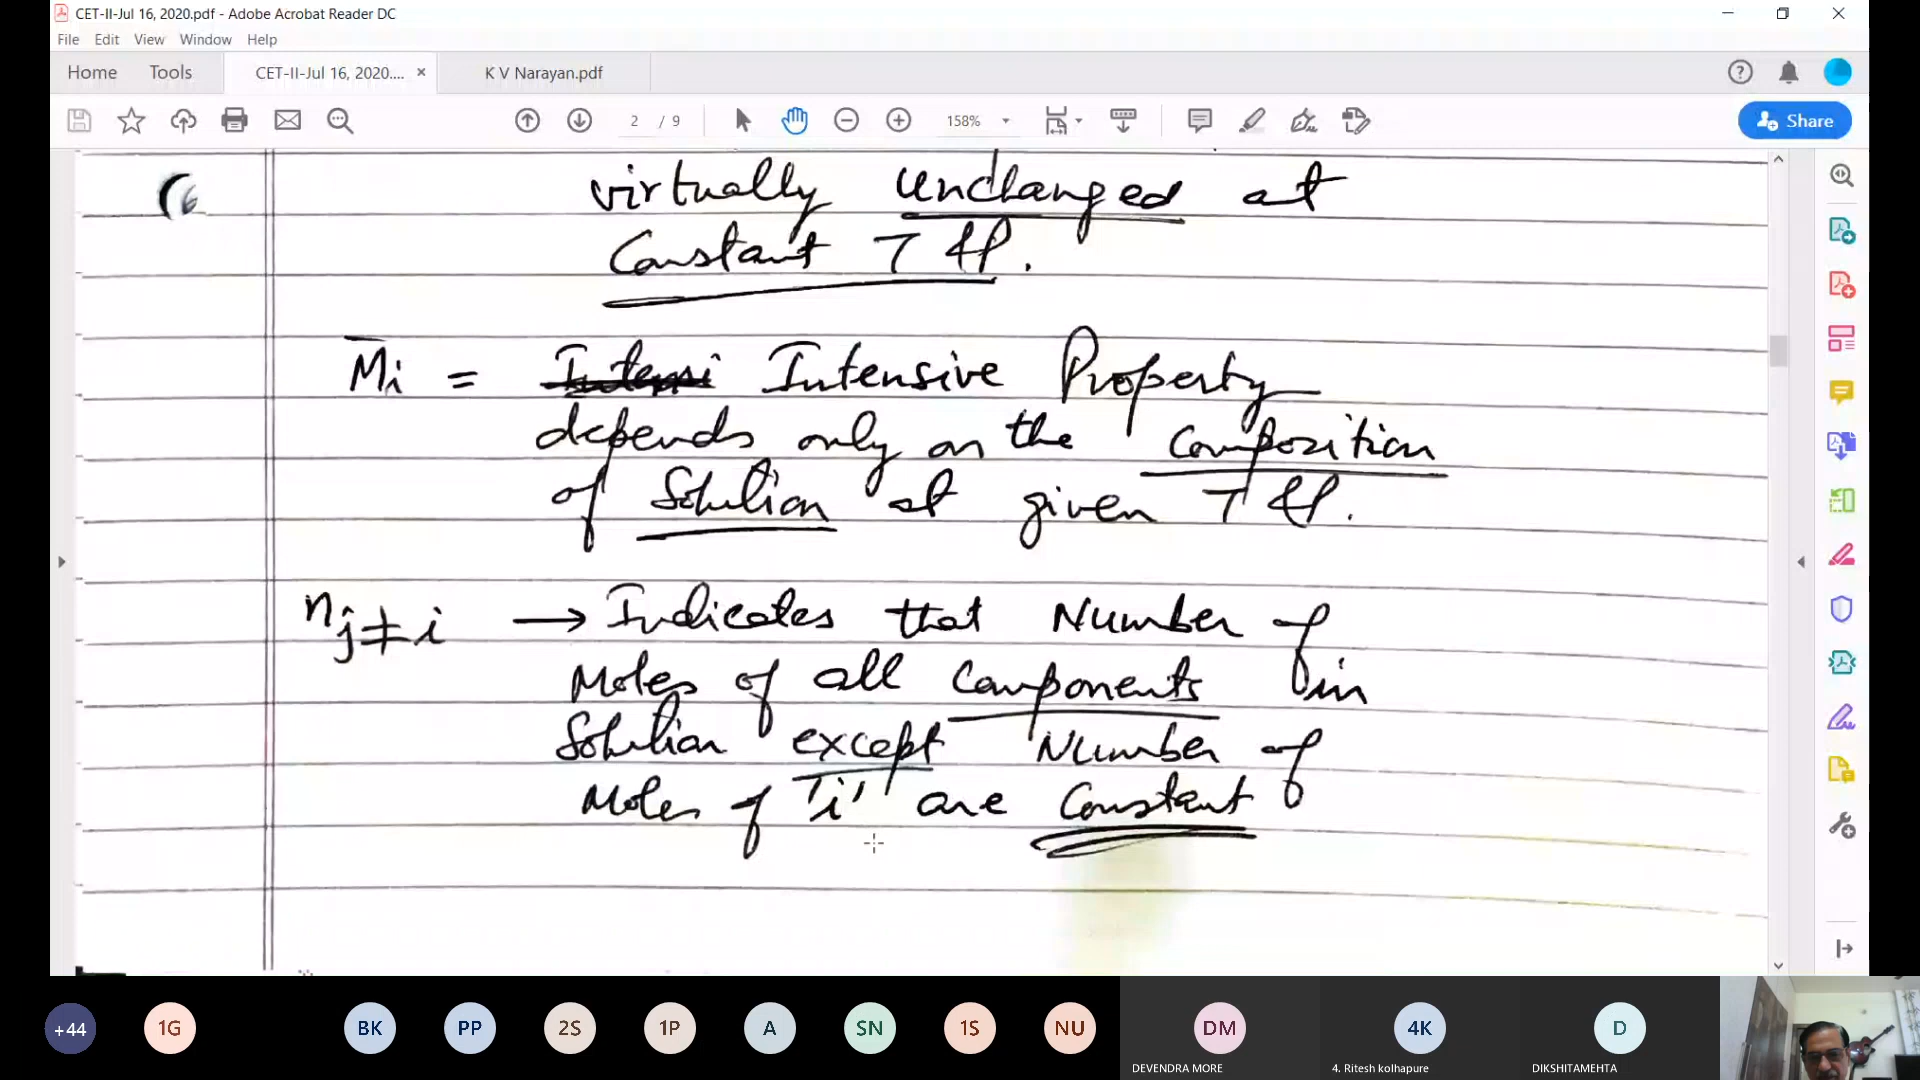 CET-II-Jul 16, 2020.pdf - Adobe Acrobat Reader DC
File Edit View Window Help
Home Tools CET-II-Jul 16, 2020.... × K V Narayan.pdf
2 / 9 158% Share
(6
virtually unchanged at
Constant T & P.
M̅i = Intensive Property
depends only on the Composition
of Solution at given T & P.
nj≠i → Indicates that Number of
Moles of all Components in
Solution except Number of
Moles of 'i' are Constant
+44 1G BK PP 2S 1P A SN 1S NU DM 4K D
DEVENDRA MORE 4. Ritesh kolhapure DIKSHITAMEHTA